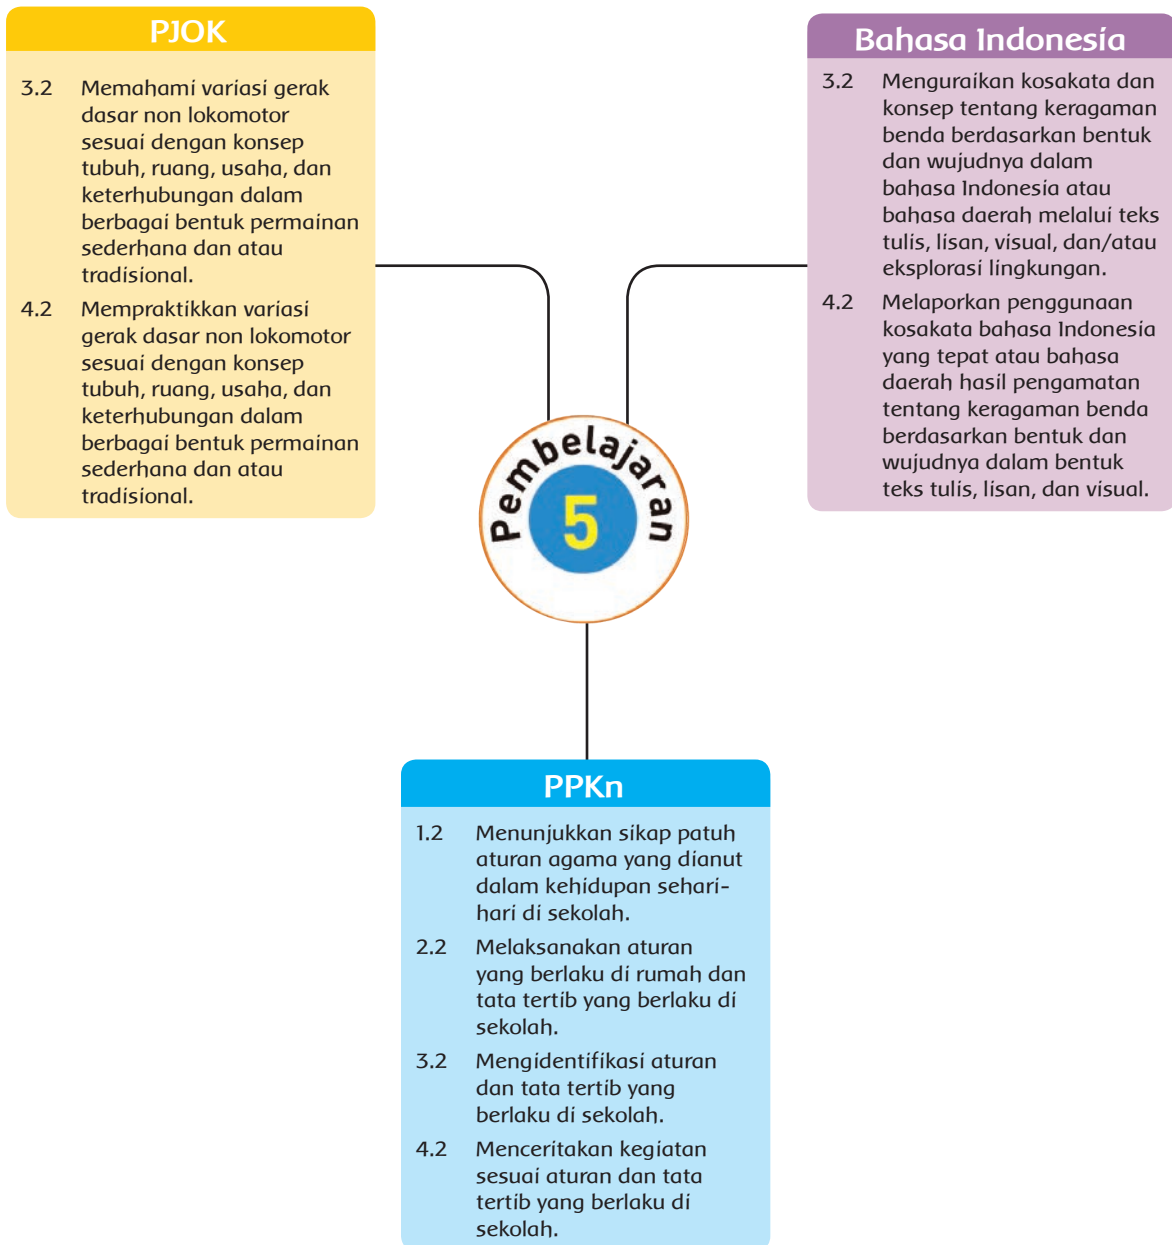 PJOK
3.2 Memahami variasi gerak
dasar non lokomotor
sesuai dengan konsep
tubuh, ruang, usaha, dan
keterhubungan dalam
berbagai bentuk permainan
sederhana dan atau
tradisional.
4.2 Mempraktikkan variasi
gerak dasar non lokomotor
sesuai dengan konsep
tubuh, ruang, usaha, dan
keterhubungan dalam
berbagai bentuk permainan
sederhana dan atau
tradisional.
Bahasa Indonesia
3.2 Menguraikan kosakata dan
konsep tentang keragaman
benda berdasarkan bentuk
dan wujudnya dalam
bahasa Indonesia atau
bahasa daerah melalui teks
tulis, lisan, visual, dan/atau
eksplorasi lingkungan.
4.2 Melaporkan penggunaan
kosakata bahasa Indonesia
yang tepat atau bahasa
daerah hasil pengamatan
tentang keragaman benda
berdasarkan bentuk dan
wujudnya dalam bentuk
teks tulis, lisan, dan visual.
Pembelajaran
5
PPKn
1.2 Menunjukkan sikap patuh
aturan agama yang dianut
dalam kehidupan sehari-
hari di sekolah.
2.2 Melaksanakan aturan
yang berlaku di rumah dan
tata tertib yang berlaku di
sekolah.
3.2 Mengidentifikasi aturan
dan tata tertib yang
berlaku di sekolah.
4.2 Menceritakan kegiatan
sesuai aturan dan tata
tertib yang berlaku di
sekolah.